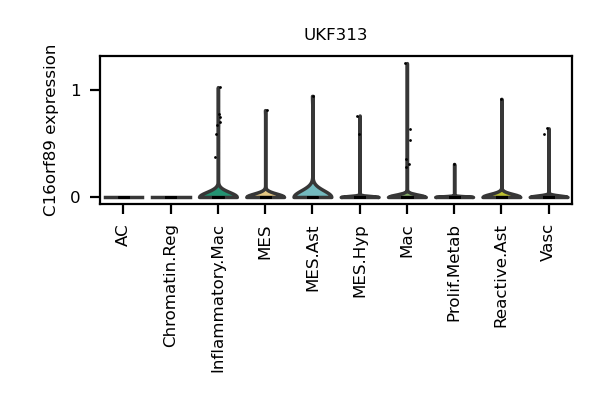 UKF313
C16orf89 expression
1
0
AC
Chromatin.Reg
Inflammatory.Mac
MES
MES.Ast
MES.Hyp
Mac
Prolif.Metab
Reactive.Ast
Vasc